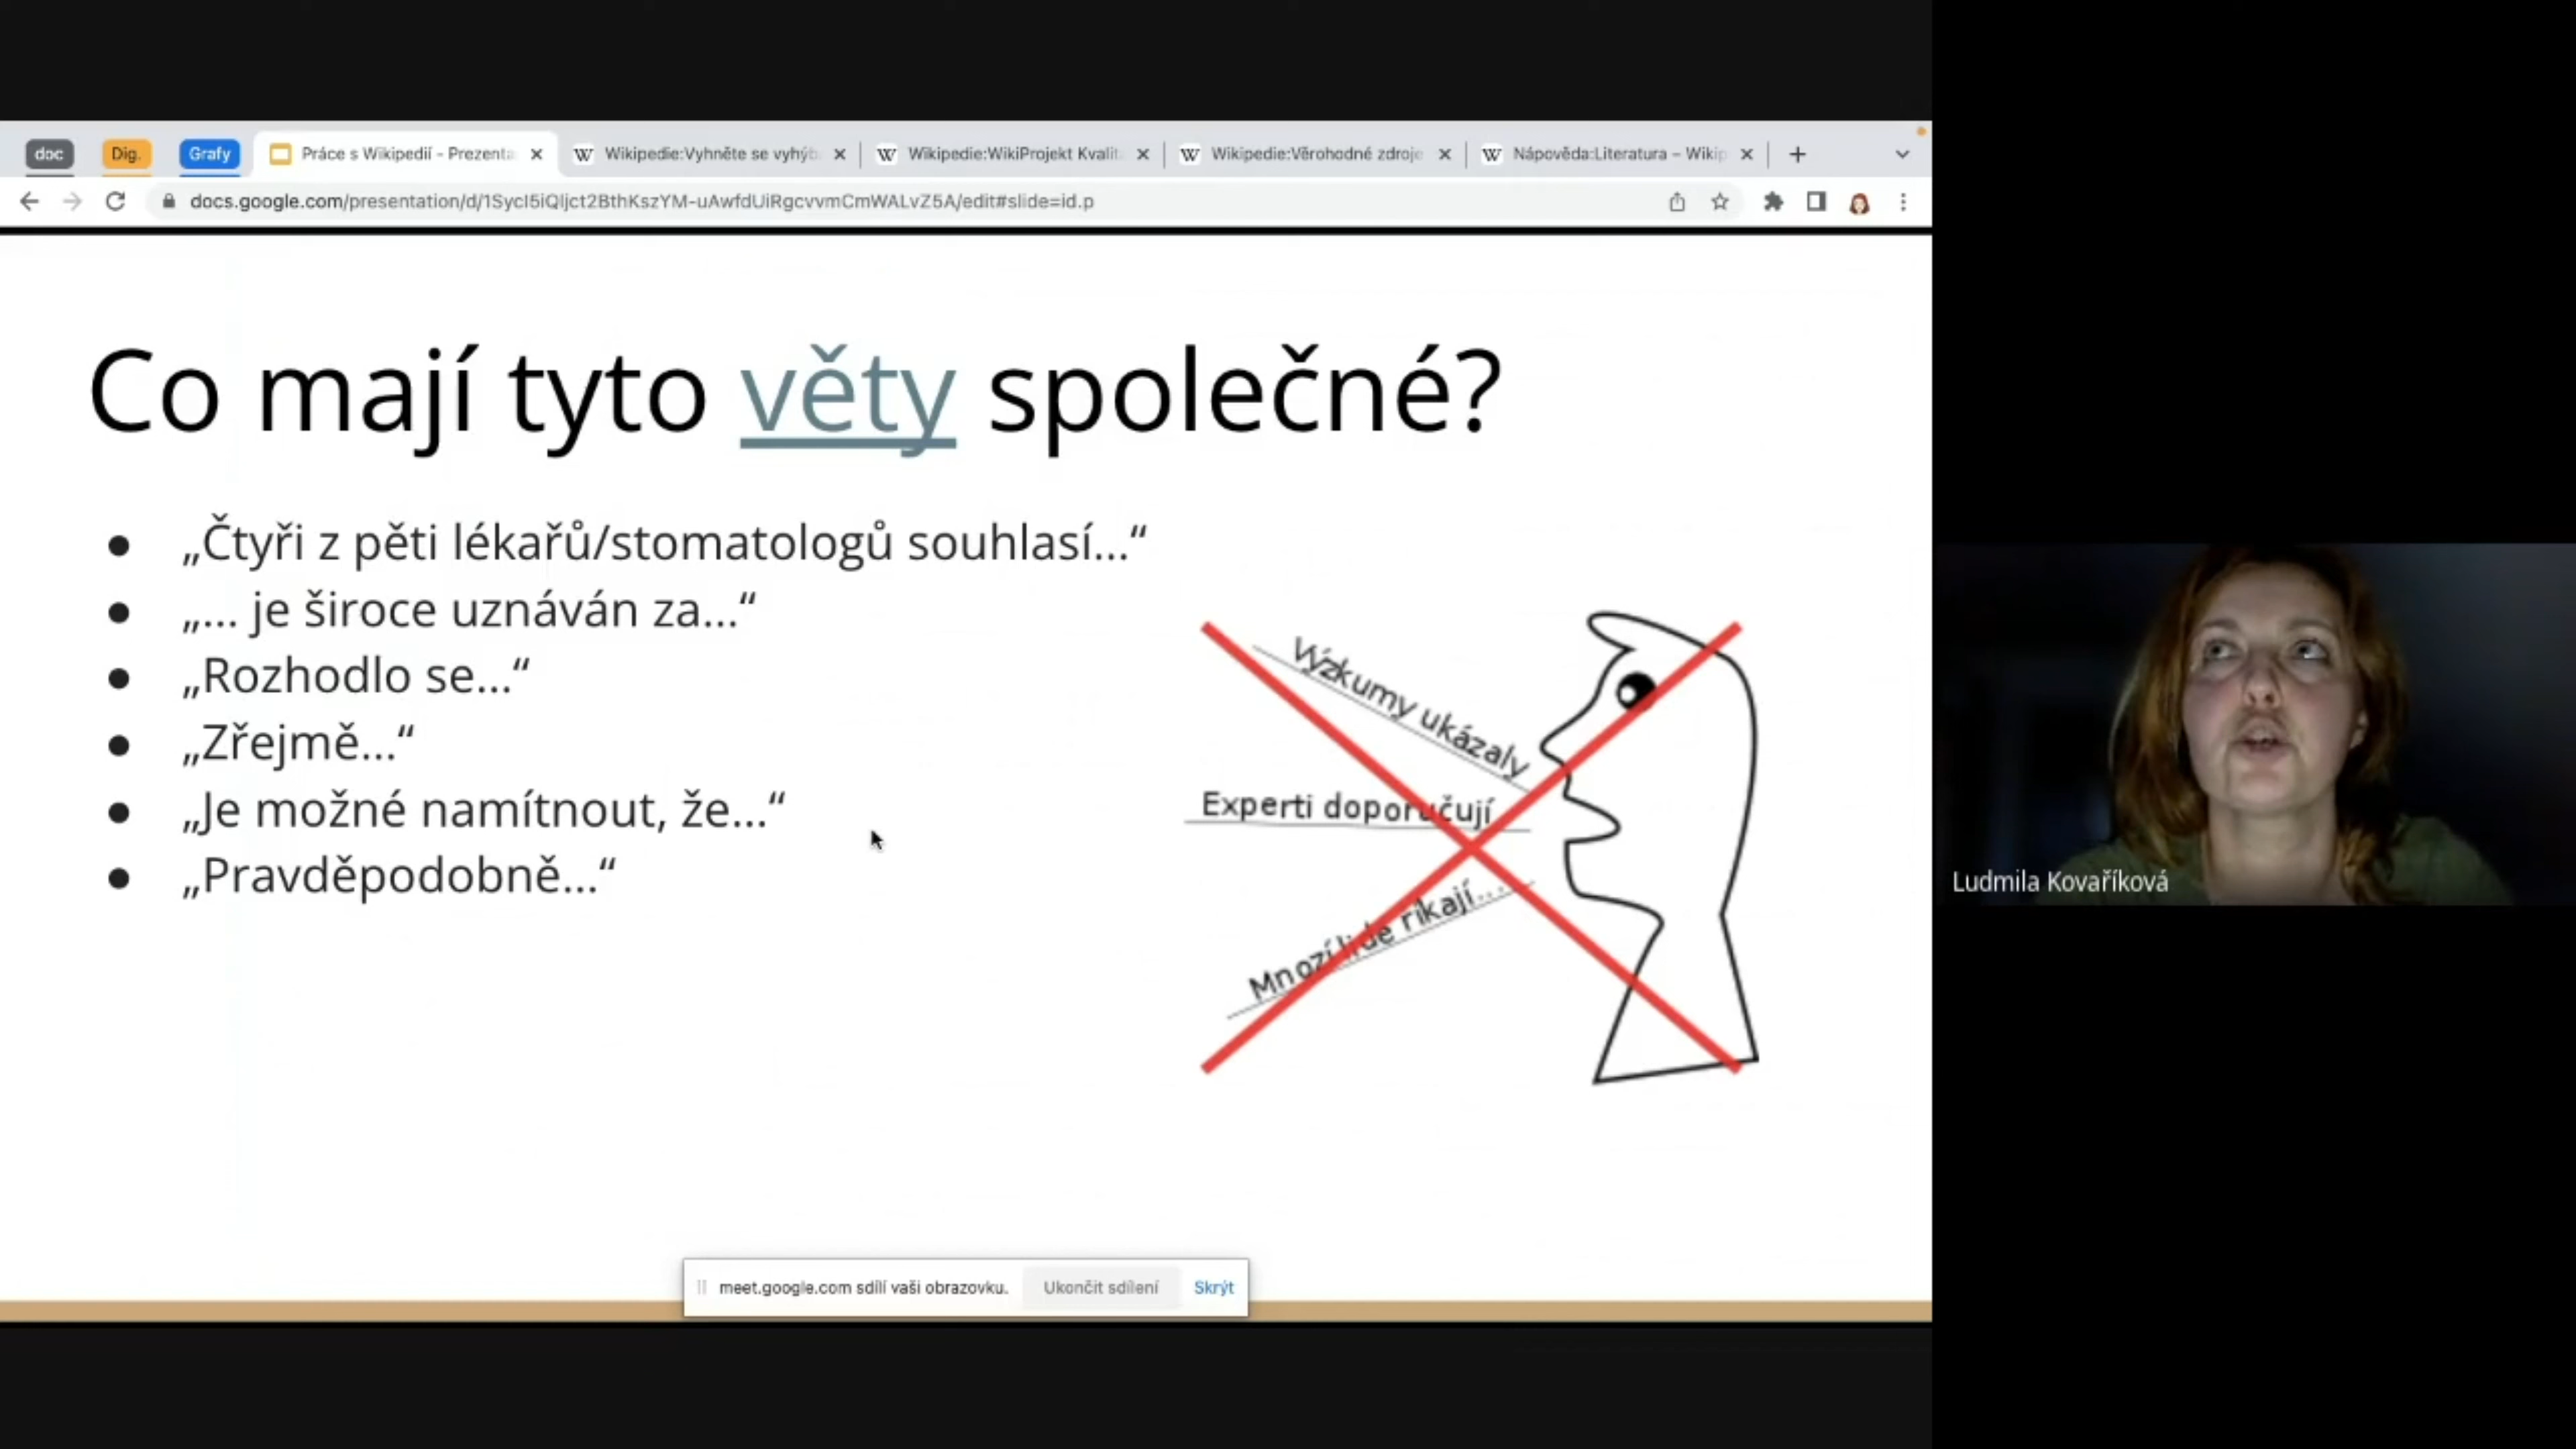 doc
Dig.
Grafy
Práce s Wikipedií - Prezenta
Wikipedie:Vyhněte se vyhýb
Wikipedie:WikiProjekt Kvalit
Wikipedie:Věrohodné zdroje
Nápověda:Literatura – Wikip
docs.google.com/presentation/d/1SycI5iQljct2BthKszYM-uAwfdUiRgcvvmCmWALvZ5A/edit#slide=id.p
Co mají tyto věty společné?
● „Čtyři z pěti lékařů/stomatologů souhlasí...“
● „... je široce uznáván za...“
● „Rozhodlo se...“
● „Zřejmě...“
● „Je možné namítnout, že...“
● „Pravděpodobně...“
Výzkumy ukázaly
Experti doporučují
Mnozí lidé říkají...
Ludmila Kovaříková
meet.google.com sdílí vaši obrazovku.
Ukončit sdílení
Skrýt